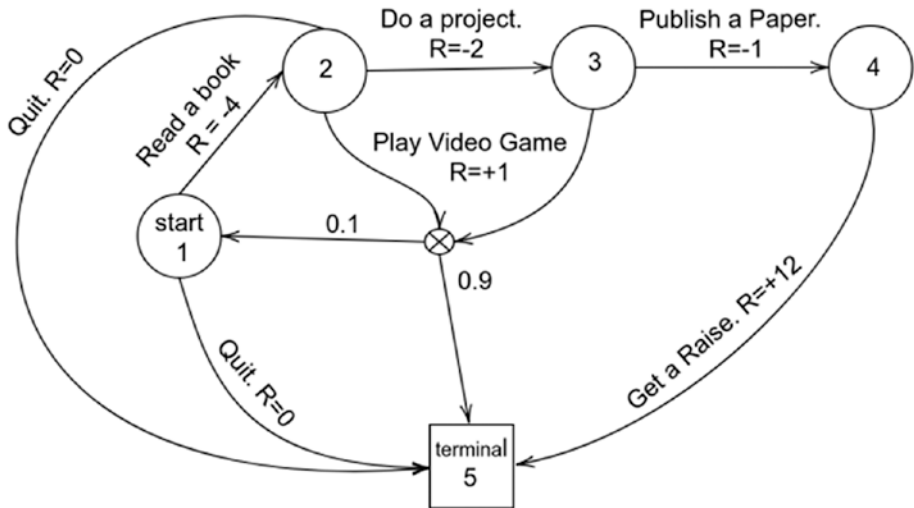 Do a project.
R=-2
Publish a Paper.
R=-1
Quit. R=0
Read a book
R = -4
2
3
4
Play Video Game
R=+1
start
1
0.1
0.9
Quit. R=0
Get a Raise. R=+12
terminal
5